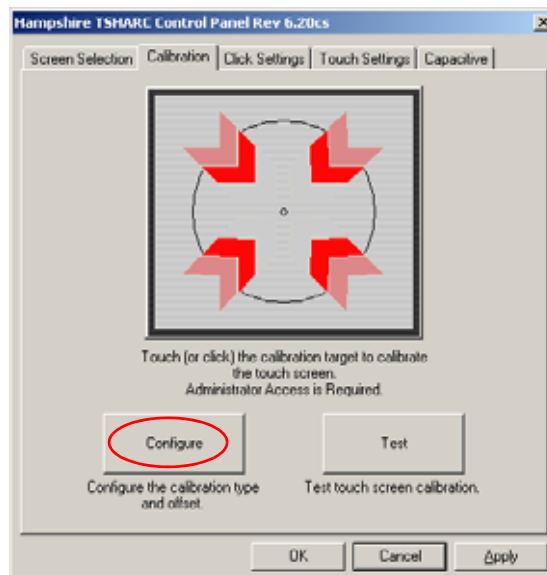 Hampshire TSHARC Control Panel Rev 6.20cs
Screen Selection Calibration Click Settings Touch Settings Capacitive
Touch (or click) the calibration target to calibrate
the touch screen.
Administrator Access is Required.
Configure Test
Configure the calibration type Test touch screen calibration.
and offset.
OK Cancel Apply